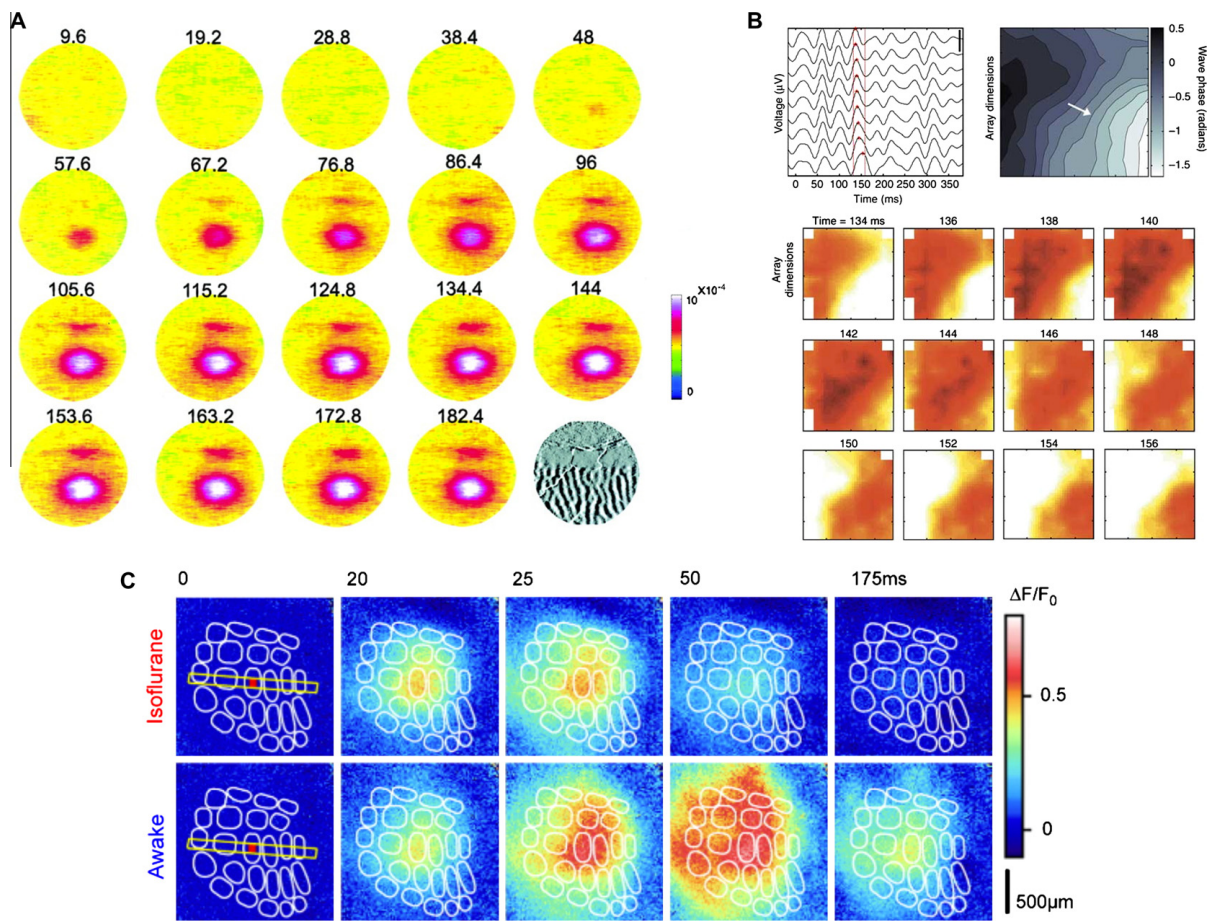 A
9.6 19.2 28.8 38.4 48
57.6 67.2 76.8 86.4 96
105.6 115.2 124.8 134.4 144
153.6 163.2 172.8 182.4
X10⁻⁴
10
0
B
Voltage (µV)
0 50 100 150 200 250 300 350
Time (ms)
Array dimensions
0.5
0
−0.5
−1
−1.5
Wave phase (radians)
Time = 134 ms 136 138 140
Array dimensions
142 144 146 148
150 152 154 156
C
0 20 25 50 175ms
Isoflurane
Awake
ΔF/F₀
0.5
0
500µm